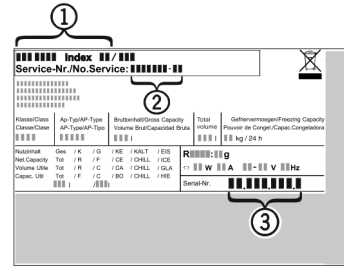 1
Index /
Service-Nr./No.Service: -
2
Klasse/Class Ap-Typ/AP-Type Bruttoinhalt/Gross Capacity Total Gefriervermoegen/Freezing Capacity
Classe/Clase AP-Type/AP-Tipo Volume Brut/Capacidad Bruta volume Pouvoir de Congel./Capac.Congeladora
l l kg / 24 h
Nutzinhalt Ges / K / G / KE / KALT / EIS
Net.Capacity Tot / R / F / CE / CHILL / ICE
Volume Utile Tot / R / C / CA / CHILL / GLA
Capac. Util Tot / F / C / BO / CHILL / HIE
l / l
R : g
W A - V Hz
Serial-Nr. . . .
3